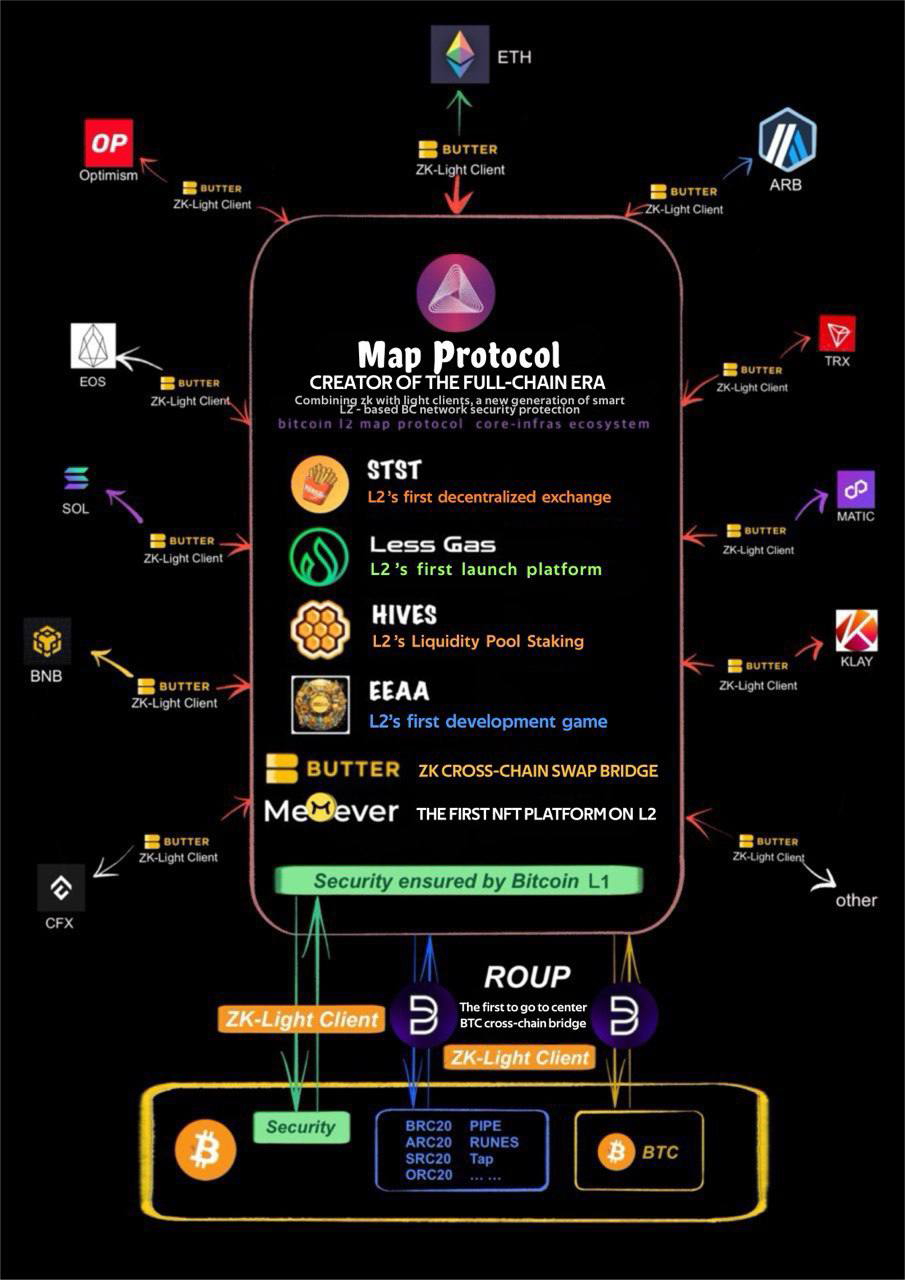 ETH
BUTTER
ZK-Light Client
OP
Optimism
BUTTER
ZK-Light Client
ARB
BUTTER
ZK-Light Client
Map Protocol
CREATOR OF THE FULL-CHAIN ERA
Combining zk with light clients, a new generation of smart
L2 - based BC network security protection
bitcoin l2 map protocol core-infras ecosystem
EOS
BUTTER
ZK-Light Client
TRX
BUTTER
ZK-Light Client
STST
L2's first decentralized exchange
SOL
BUTTER
ZK-Light Client
MATIC
BUTTER
ZK-Light Client
Less Gas
L2's first launch platform
HIVES
L2's Liquidity Pool Staking
BNB
BUTTER
ZK-Light Client
KLAY
BUTTER
ZK-Light Client
EEAA
L2's first development game
BUTTER ZK CROSS-CHAIN SWAP BRIDGE
Memever THE FIRST NFT PLATFORM ON L2
CFX
BUTTER
ZK-Light Client
BUTTER
ZK-Light Client
other
Security ensured by Bitcoin L1
ROUP
The first to go to center
BTC cross-chain bridge
ZK-Light Client
ZK-Light Client
Security
BRC20 PIPE
ARC20 RUNES
SRC20 Tap
ORC20 ... ...
BTC